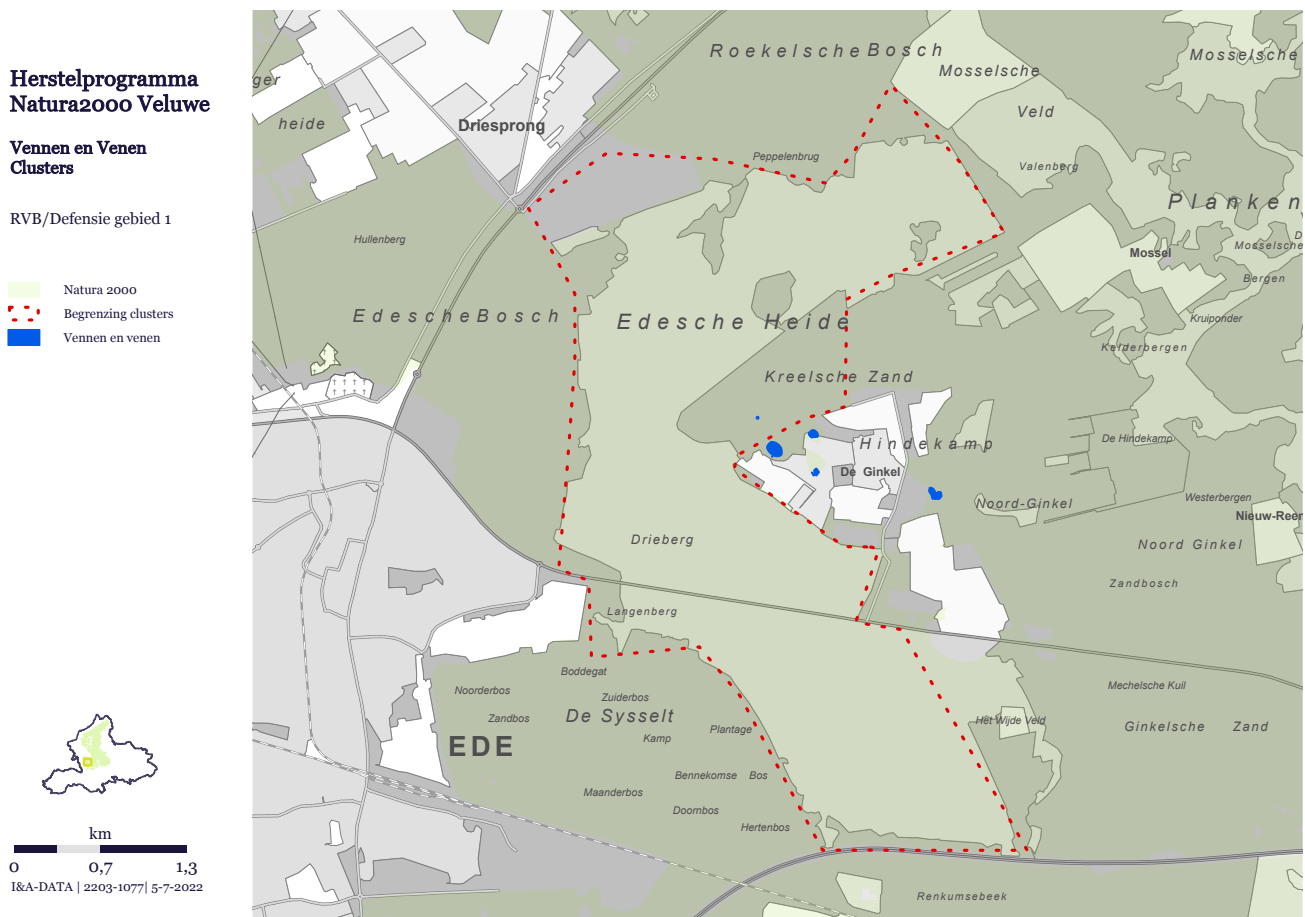 Herstelprogramma
Natura2000 Veluwe
Vennen en Venen
Clusters
RVB/Defensie gebied 1
Natura 2000
Begrenzing clusters
Vennen en venen
km
0 0,7 1,3
I&A-DATA | 2203-1077| 5-7-2022
Roekelsche Bosch
Mosselsche
Mosselsche
ger
heide
Driesprong
Veld
Peppelenbrug
Valenberg
Planken
Hullenberg
Mosselsche
Mossel
Bergen
Edesche Bosch
Edesche Heide
Kruiponder
Kelderbergen
Kreelsche Zand
Hindekamp
De Hindekamp
De Ginkel
Noord-Ginkel
Westerbergen
Nieuw-Reem
Drieberg
Noord Ginkel
Zandbosch
Langenberg
Boddegat
Noorderbos
Zuiderbos
Mechelsche Kuil
Zandbos
De Sysselt
Het Wijde Veld
Ginkelsche Zand
Plantage
Kamp
EDE
Bennekomse Bos
Maanderbos
Doornbos
Hertenbos
Renkumsebeek